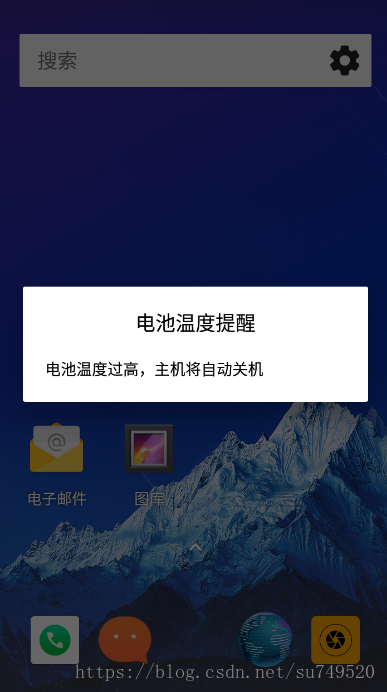 搜索
电池温度提醒
电池温度过高，主机将自动关机
电子邮件
图库
https://blog.csdn.net/su749520